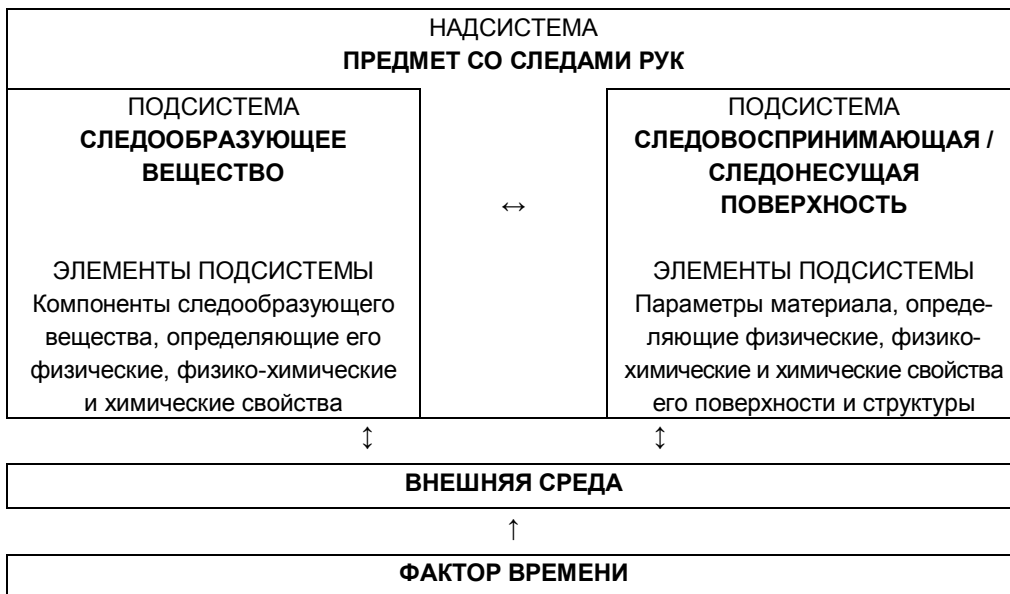 НАДСИСТЕМА
ПРЕДМЕТ СО СЛЕДАМИ РУК
ПОДСИСТЕМА
СЛЕДООБРАЗУЮЩЕЕ
ВЕЩЕСТВО
ЭЛЕМЕНТЫ ПОДСИСТЕМЫ
Компоненты следообразующего
вещества, определяющие его
физические, физико-химические
и химические свойства
↔
ПОДСИСТЕМА
СЛЕДОВОСПРИНИМАЮЩАЯ /
СЛЕДОНЕСУЩАЯ
ПОВЕРХНОСТЬ
ЭЛЕМЕНТЫ ПОДСИСТЕМЫ
Параметры материала, опреде-
ляющие физические, физико-
химические и химические свойства
его поверхности и структуры
↕ ↕
ВНЕШНЯЯ СРЕДА
↑
ФАКТОР ВРЕМЕНИ